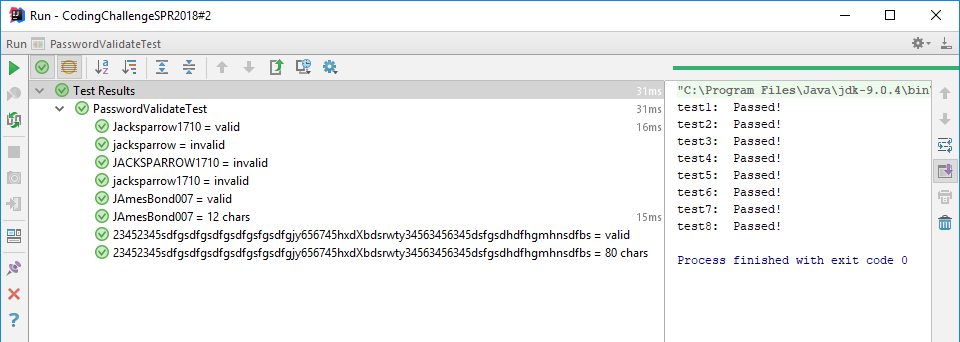 Run - CodingChallengeSPR2018#2
Run PasswordValidateTest
Test Results 31ms
PasswordValidateTest 31ms
Jacksparrow1710 = valid 16ms
jacksparrow = invalid
JACKSPARROW1710 = invalid
jacksparrow1710 = invalid
JAmesBond007 = valid
JAmesBond007 = 12 chars 15ms
23452345sdfgsdfgsdfgsdfgsfgsdfgjy656745hxdXbdsrwty34563456345dsfgsdhdfhgmhnsdfbs = valid
23452345sdfgsdfgsdfgsdfgsfgsdfgjy656745hxdXbdsrwty34563456345dsfgsdhdfhgmhnsdfbs = 80 chars
"C:\Program Files\Java\jdk-9.0.4\bin\
test1: Passed!
test2: Passed!
test3: Passed!
test4: Passed!
test5: Passed!
test6: Passed!
test7: Passed!
test8: Passed!
Process finished with exit code 0